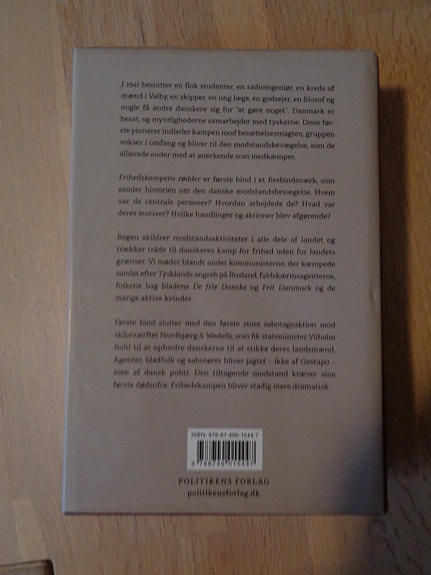 I 1941 beslutter en flok studenter, en radioingeniør, en kreds af
mænd i Valby, en skipper, en ung læge, en godsejer, en filosof og
nogle få andre danskere sig for "at gøre noget". Danmark er
besat, og myndighederne samarbejder med tyskerne. Disse før-
ste pionerer indleder kampen mod besættelsesmagten, gruppen
vokser i omfang og bliver til den modstandsbevægelse, som de
allierede ender med at anerkende som medkæmper.
Frihedskampens rødder er første bind i et firebindsværk, som
samler historien om den danske modstandsbevægelse. Hvem
var de centrale personer? Hvordan arbejdede de? Hvad var
deres motiver? Hvilke handlinger og aktioner blev afgørende?
Bogen skildrer modstandsaktiviteter i alle dele af landet og
trækker tråde til danskeres kamp for frihed uden for landets
grænser. Vi møder blandt andet kommunisterne, der kæmpede
samlet efter Tysklands angreb på Rusland, faldskærmsagenterne,
folkene bag bladene De frie Danske og Frit Danmark og de
mange aktive kvinder.
Første bind slutter med den første store sabotageaktion mod
skibsværftet Nordbjærg & Wedells, som fik statsminister Vilhelm
Buhl til at opfordre danskerne til at stikke deres landsmænd.
Agenter, bladfolk og sabotører bliver jagtet – ikke af Gestapo –
men af dansk politi. Den tiltagende modstand kræver sine
første dødsofre. Frihedskampen bliver stadig mere dramatisk.
ISBN: 978-87-400-1544-7
9 788740 015447
POLITIKENS FORLAG
politikensforlag.dk